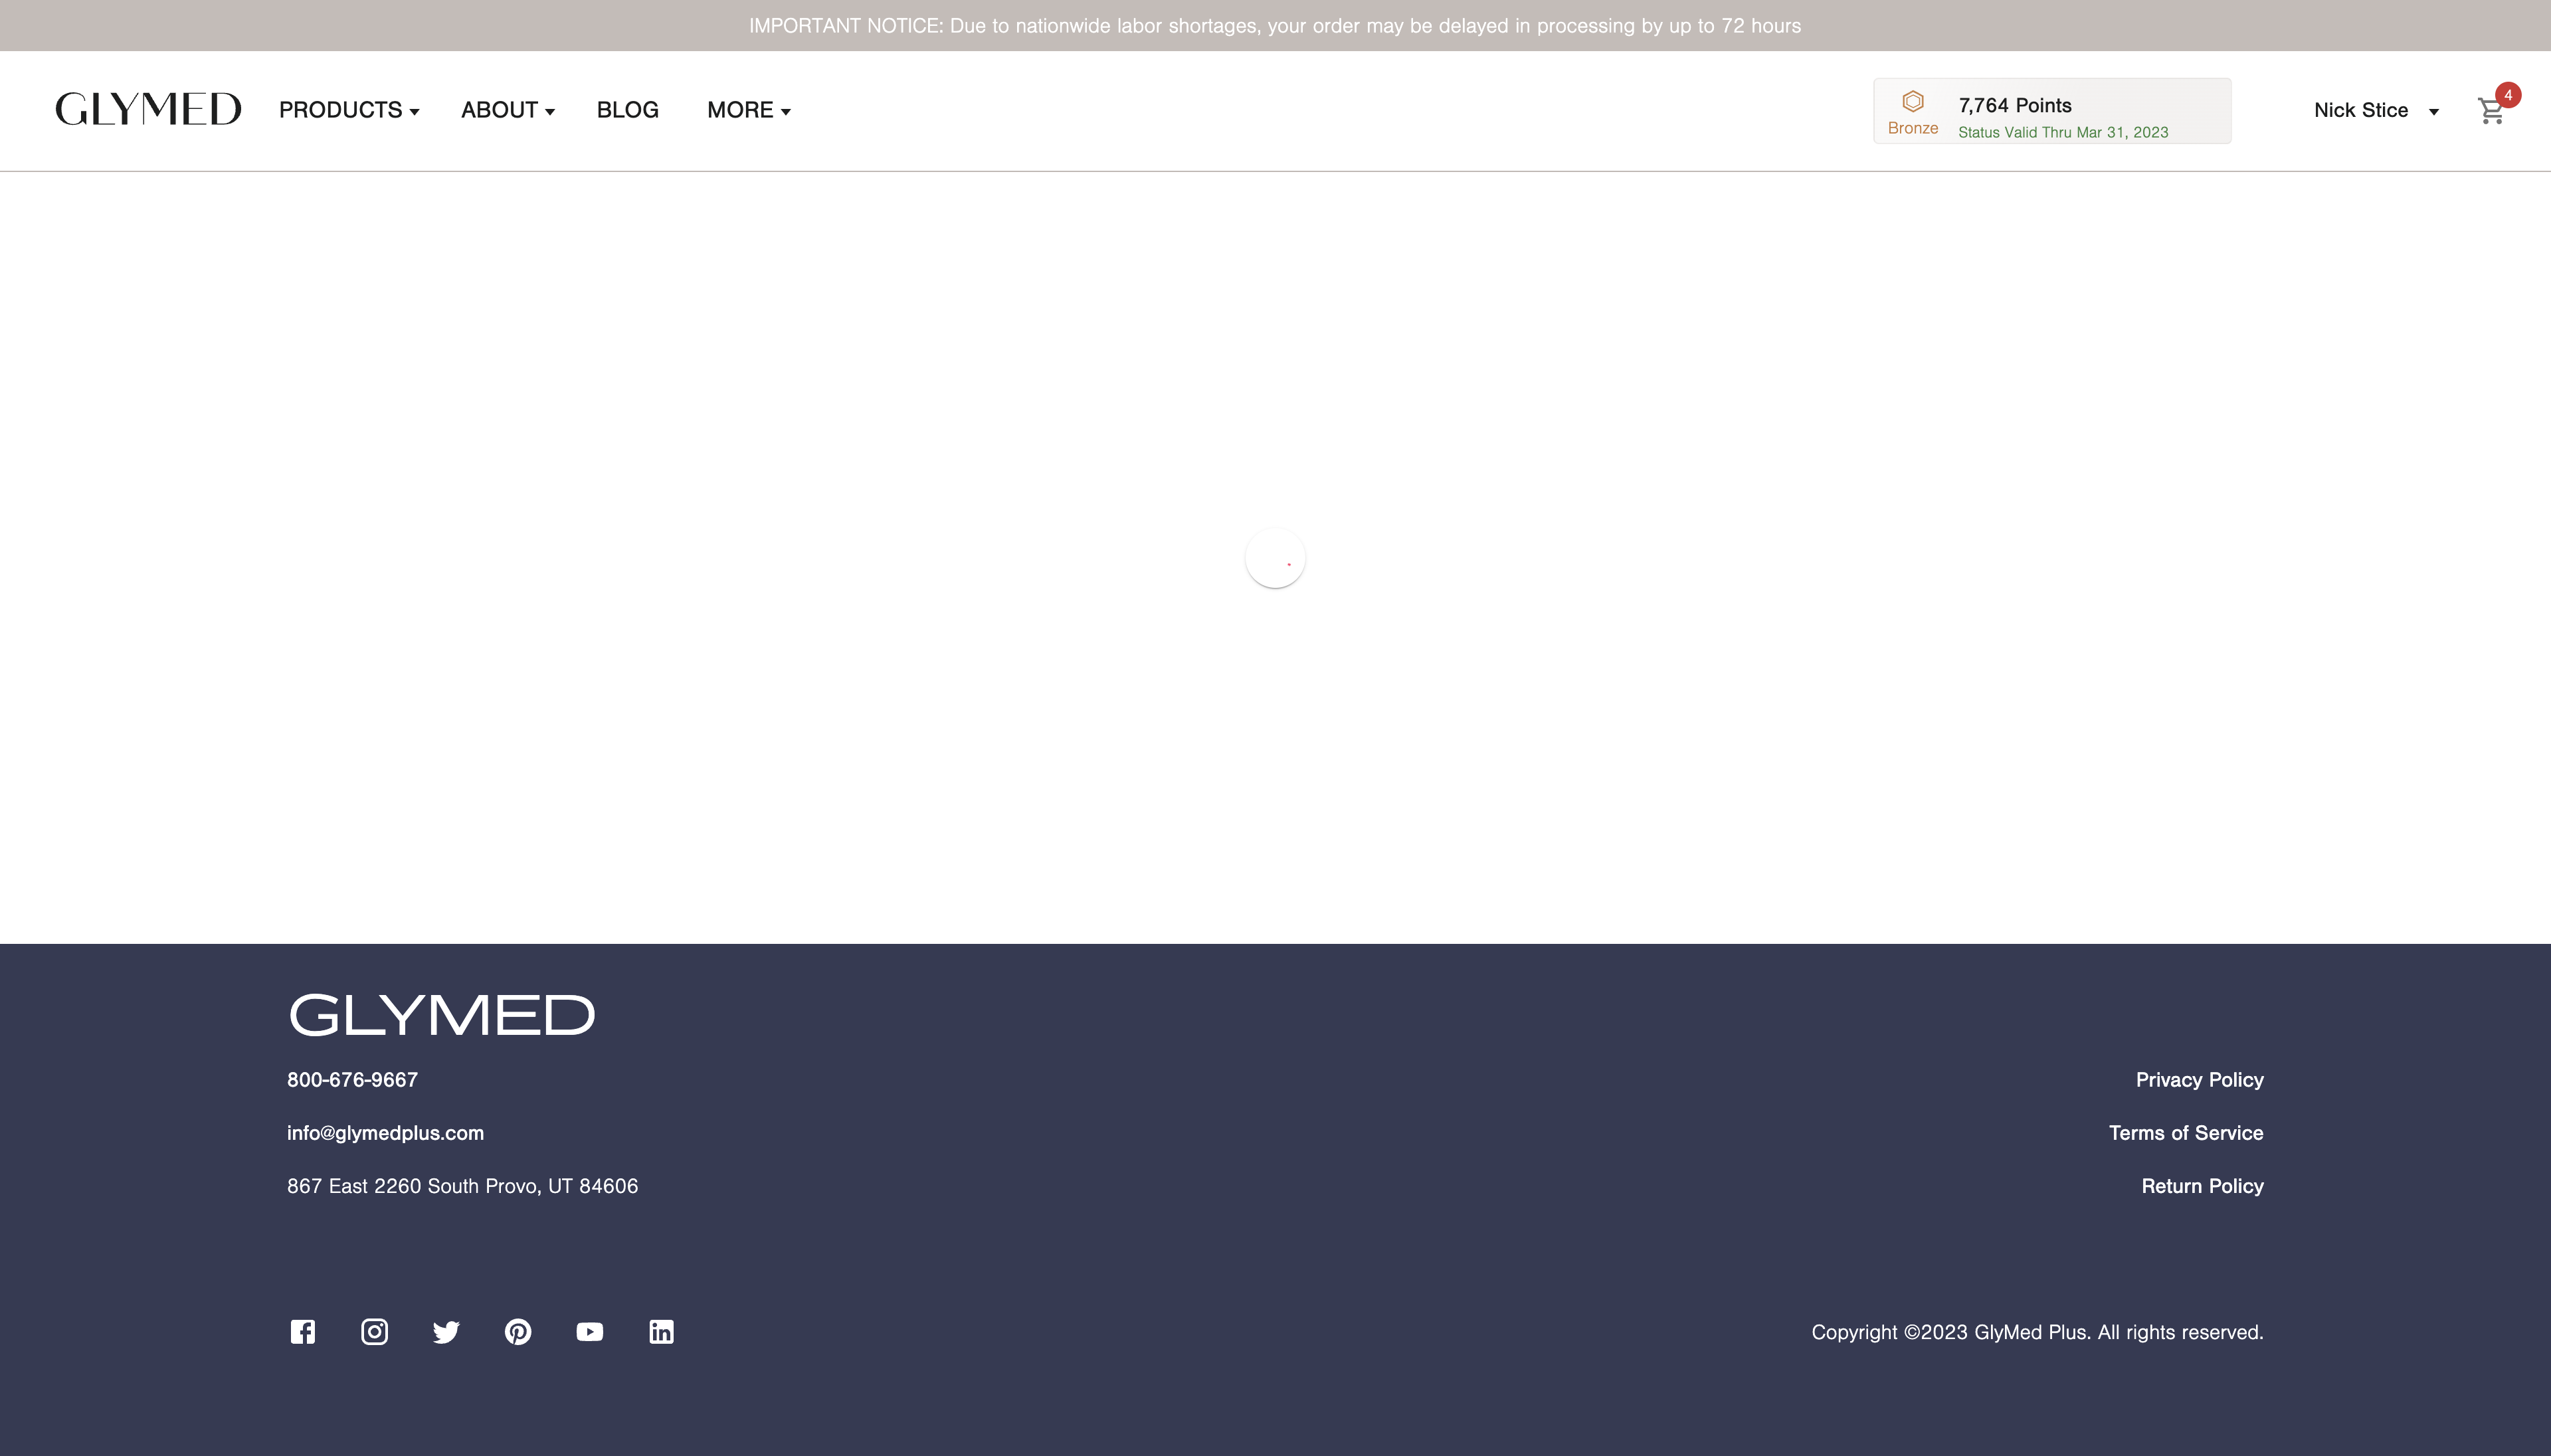 IMPORTANT NOTICE: Due to nationwide labor shortages, your order may be delayed in processing by up to 72 hours
GLYMED
PRODUCTS
ABOUT
BLOG
MORE
Bronze
7,764 Points
Status Valid Thru Mar 31, 2023
Nick Stice
4
GLYMED
800-676-9667
info@glymedplus.com
867 East 2260 South Provo, UT 84606
Privacy Policy
Terms of Service
Return Policy
Copyright ©2023 GlyMed Plus. All rights reserved.